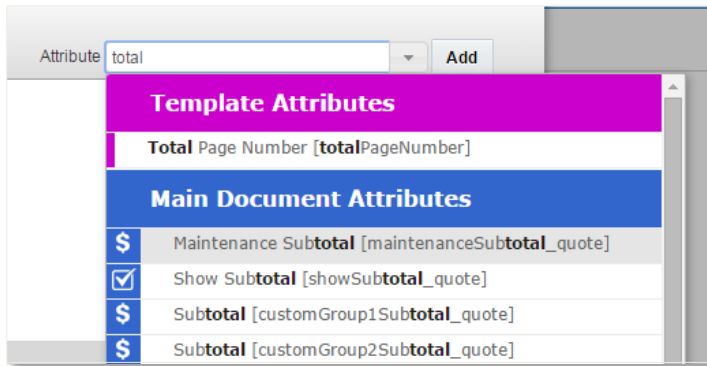 Attribute total Add
Template Attributes
Total Page Number [totalPageNumber]
Main Document Attributes
$ Maintenance Subtotal [maintenanceSubtotal_quote]
Show Subtotal [showSubtotal_quote]
$ Subtotal [customGroup1Subtotal_quote]
$ Subtotal [customGroup2Subtotal_quote]